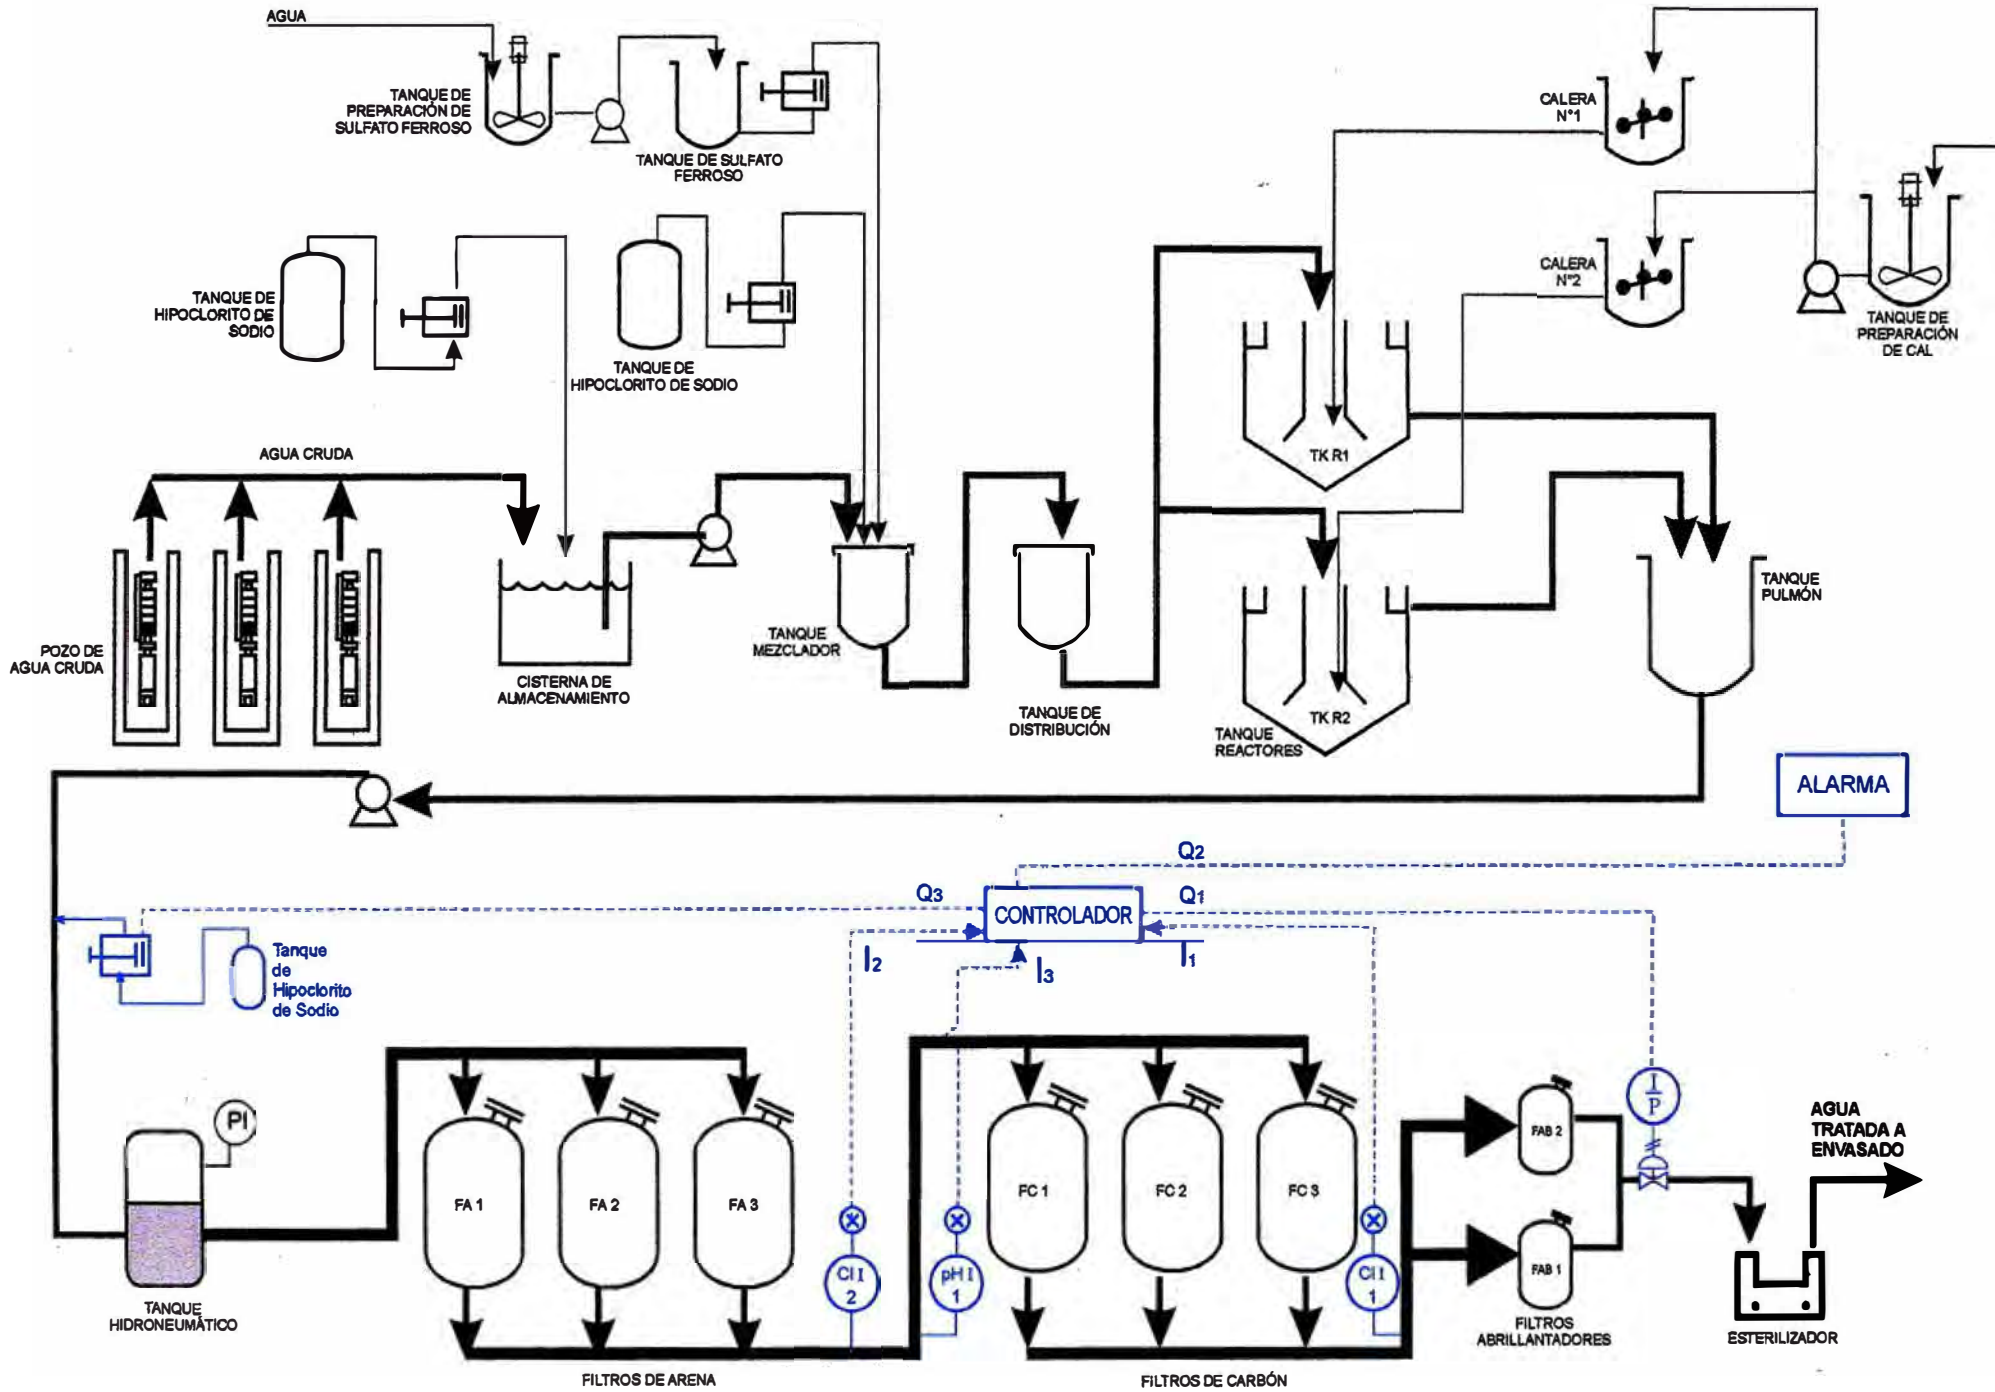 AGUA
TANQUE DE
PREPARACIÓN DE
SULFATO FERROSO
TANQUE DE SULFATO
FERROSO
CALERA
N°1
CALERA
N°2
TANQUE DE
PREPARACIÓN
DE CAL
TANQUE DE
HIPOCLORITO DE
SODIO
TANQUE DE
HIPOCLORITO DE SODIO
AGUA CRUDA
TK R1
POZO DE
AGUA CRUDA
CISTERNA DE
ALMACENAMIENTO
TANQUE
MEZCLADOR
TANQUE DE
DISTRIBUCIÓN
TK R2
TANQUE
REACTORES
TANQUE
PULMÓN
ALARMA
Q2
Q3
CONTROLADOR
Q1
I2
I3
I1
Tanque
de
Hipoclorito
de Sodio
PI
FA 1
FA 2
FA 3
FC 1
FC 2
FC 3
Cl I
2
pH I
1
Cl I
1
FAB 2
FAB 1
I
P
AGUA
TRATADA A
ENVASADO
TANQUE
HIDRONEUMÁTICO
FILTROS DE ARENA
FILTROS DE CARBÓN
FILTROS
ABRILLANTADORES
ESTERILIZADOR